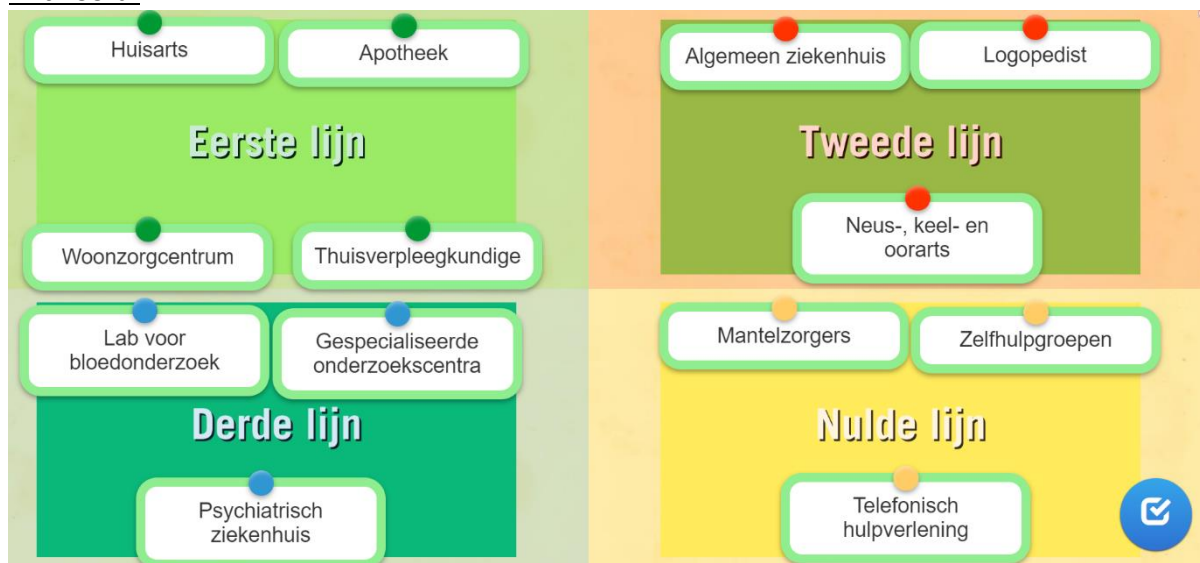 Huisarts
Apotheek
Eerste lijn
Woonzorgcentrum
Thuisverpleegkundige
Algemeen ziekenhuis
Logopedist
Tweede lijn
Neus-, keel- en
oorarts
Lab voor
bloedonderzoek
Gespecialiseerde
onderzoekscentra
Derde lijn
Psychiatrisch
ziekenhuis
Mantelzorgers
Zelfhulpgroepen
Nulde lijn
Telefonisch
hulpverlening